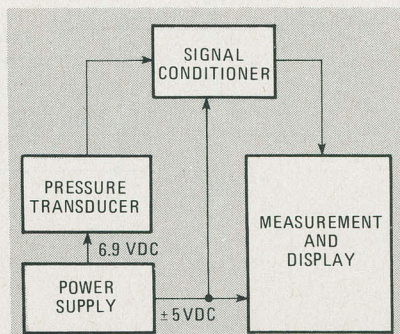 SIGNAL
CONDITIONER
PRESSURE
TRANSDUCER
6.9 VDC
MEASUREMENT
AND
DISPLAY
POWER
SUPPLY
±5VDC